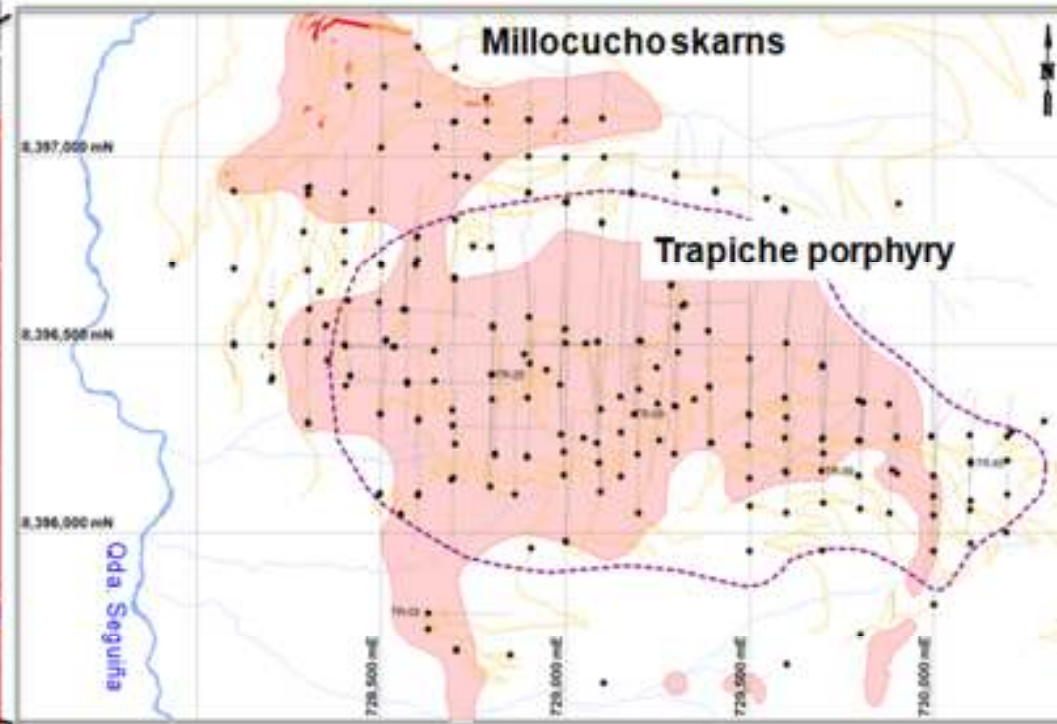 Millocucho skarns
N
8,397,000 mN
Trapiche porphyry
8,396,500 mN
8,396,000 mN
Qda. Seguiña
728,500 mE
729,000 mE
729,500 mE
730,000 mE